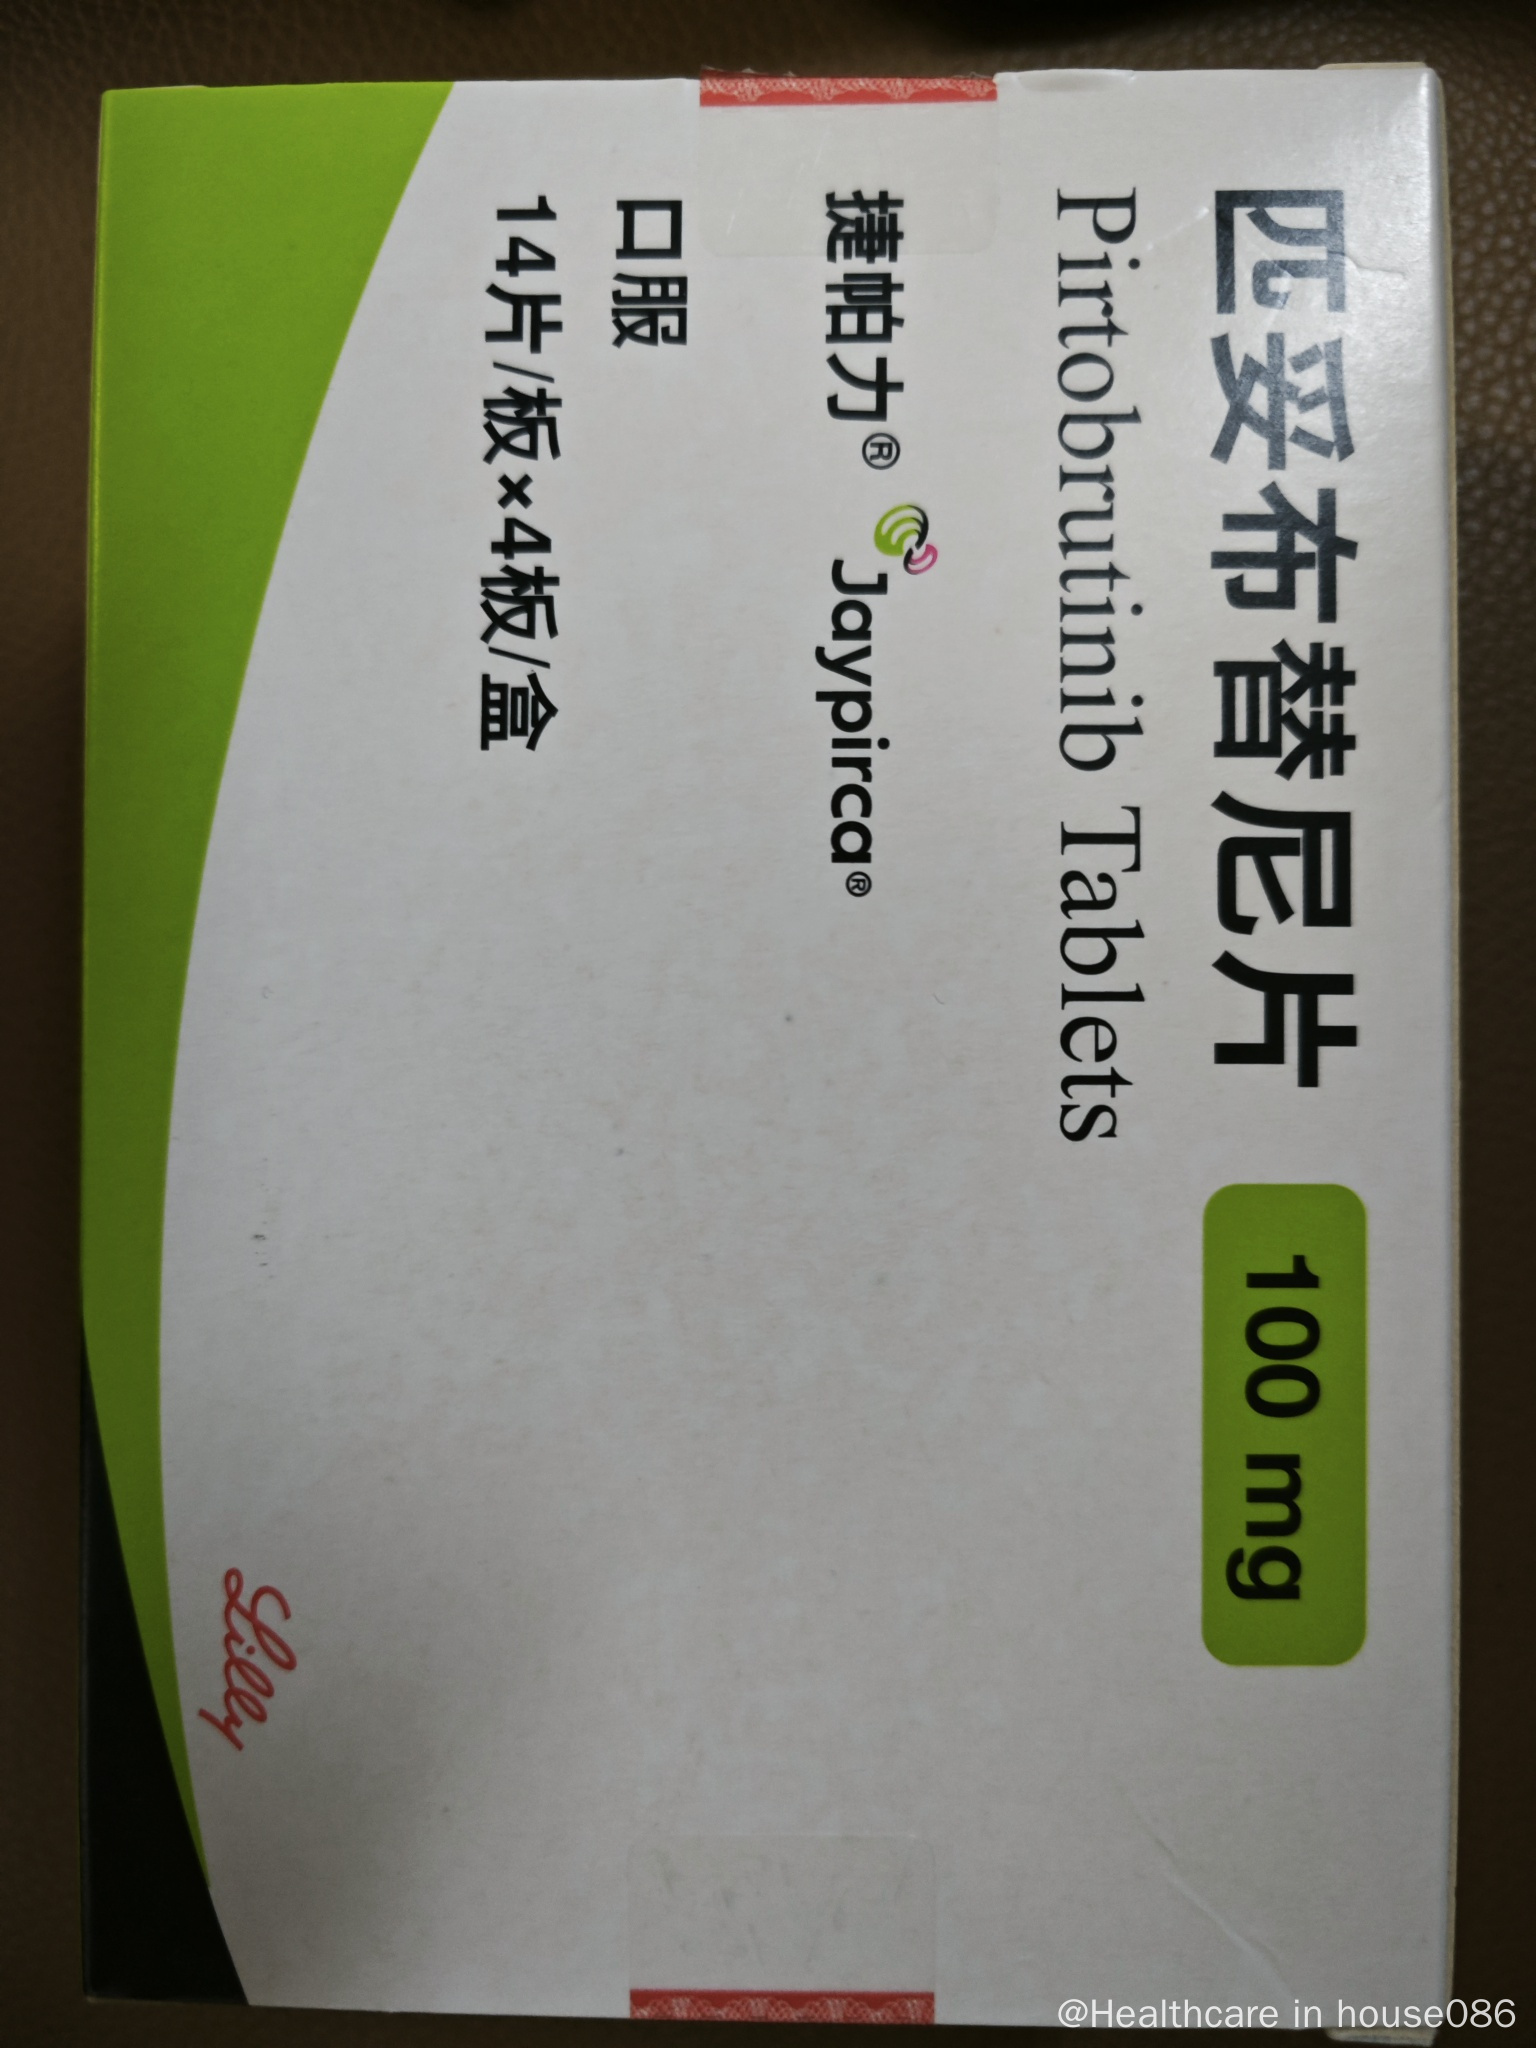 匹妥布替尼片 100 mg
Pirtobrutinib Tablets
捷帕力® Jaypirca®
口服
14片/板×4板/盒
Lilly
@Healthcare in house086